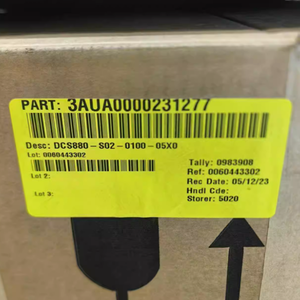 PART: 3AUA0000231277
Desc: DCS880-S02-0100-05X0
Lot: 0060443302
Lot 2:
Lot 3:
Tally: 0983908
Ref: 0060443302
Rec Date: 05/12/23
Hndl Cde:
Storer: 5020